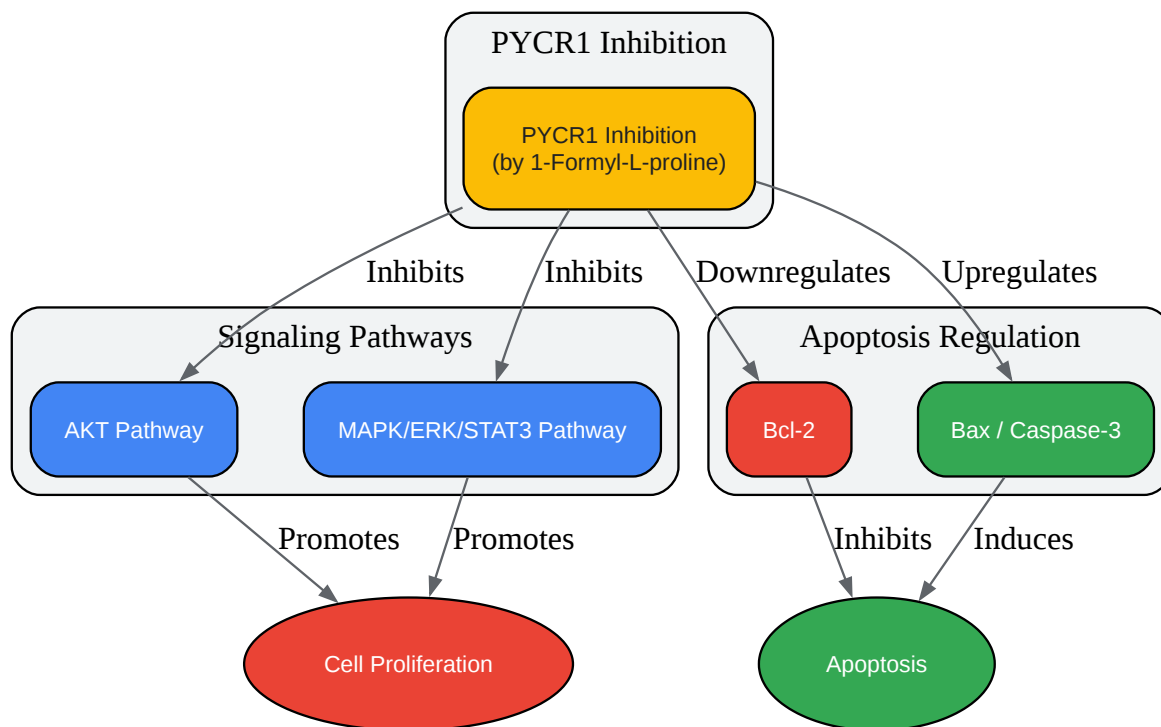 PYCR1 Inhibition
PYCR1 Inhibition
(by 1-Formyl-L-proline)
Inhibits
Inhibits
Downregulates
Upregulates
Signaling Pathways
Apoptosis Regulation
AKT Pathway
MAPK/ERK/STAT3 Pathway
Bcl-2
Bax / Caspase-3
Promotes
Promotes
Inhibits
Induces
Cell Proliferation
Apoptosis